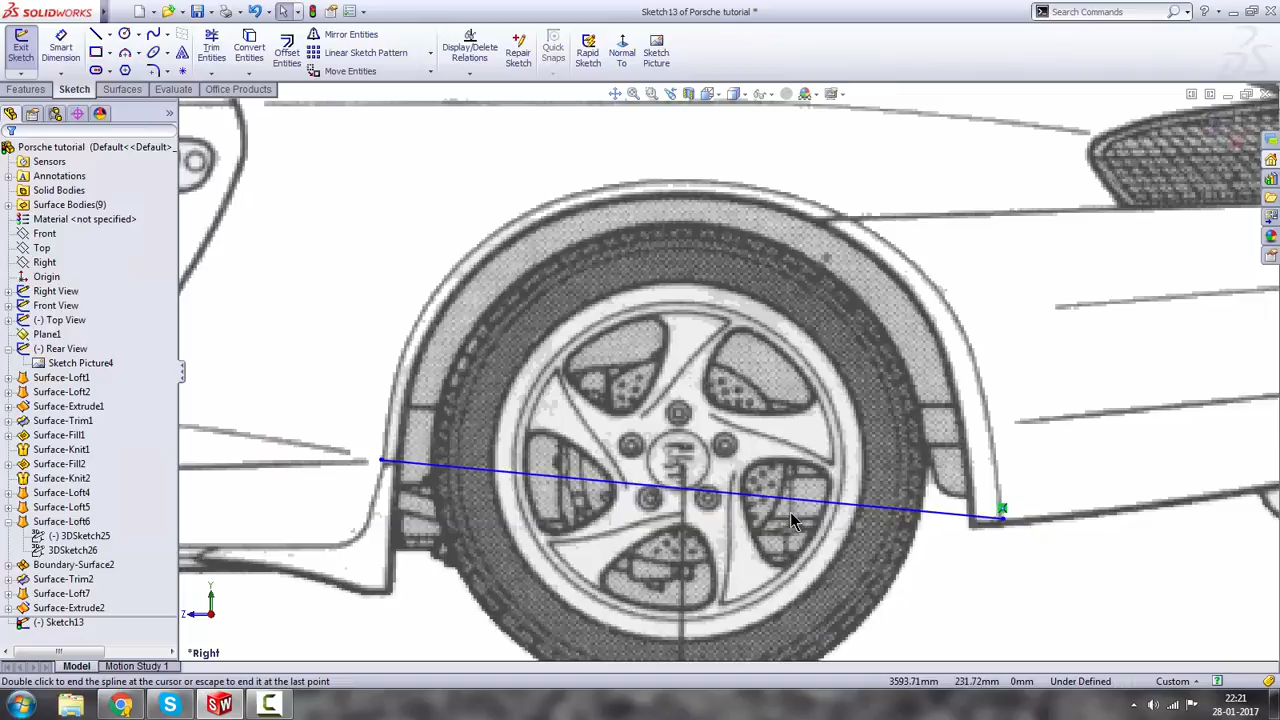 SOLIDWORKS
Sketch13 of Porsche tutorial *
Search Commands
Exit Sketch
Smart Dimension
Trim Entities
Convert Entities
Offset Entities
Mirror Entities
Linear Sketch Pattern
Move Entities
Display/Delete Relations
Repair Sketch
Quick Snaps
Rapid Sketch
Normal To
Sketch Picture
Features
Sketch
Surfaces
Evaluate
Office Products
Porsche tutorial (Default<<Default>_
Sensors
Annotations
Solid Bodies
Surface Bodies(9)
Material <not specified>
Front
Top
Right
Origin
Right View
Front View
(-) Top View
Plane1
(-) Rear View
Sketch Picture4
Surface-Loft1
Surface-Loft2
Surface-Extrude1
Surface-Trim1
Surface-Fill1
Surface-Knit1
Surface-Fill2
Surface-Knit2
Surface-Loft4
Surface-Loft5
Surface-Loft6
(-) 3DSketch25
3DSketch26
Boundary-Surface2
Surface-Trim2
Surface-Loft7
Surface-Extrude2
(-) Sketch13
Y
Z
*Right
Model
Motion Study 1
Double click to end the spline at the cursor or escape to end it at the last point
3593.71mm
231.72mm
0mm
Under Defined
Custom
22:21
28-01-2017